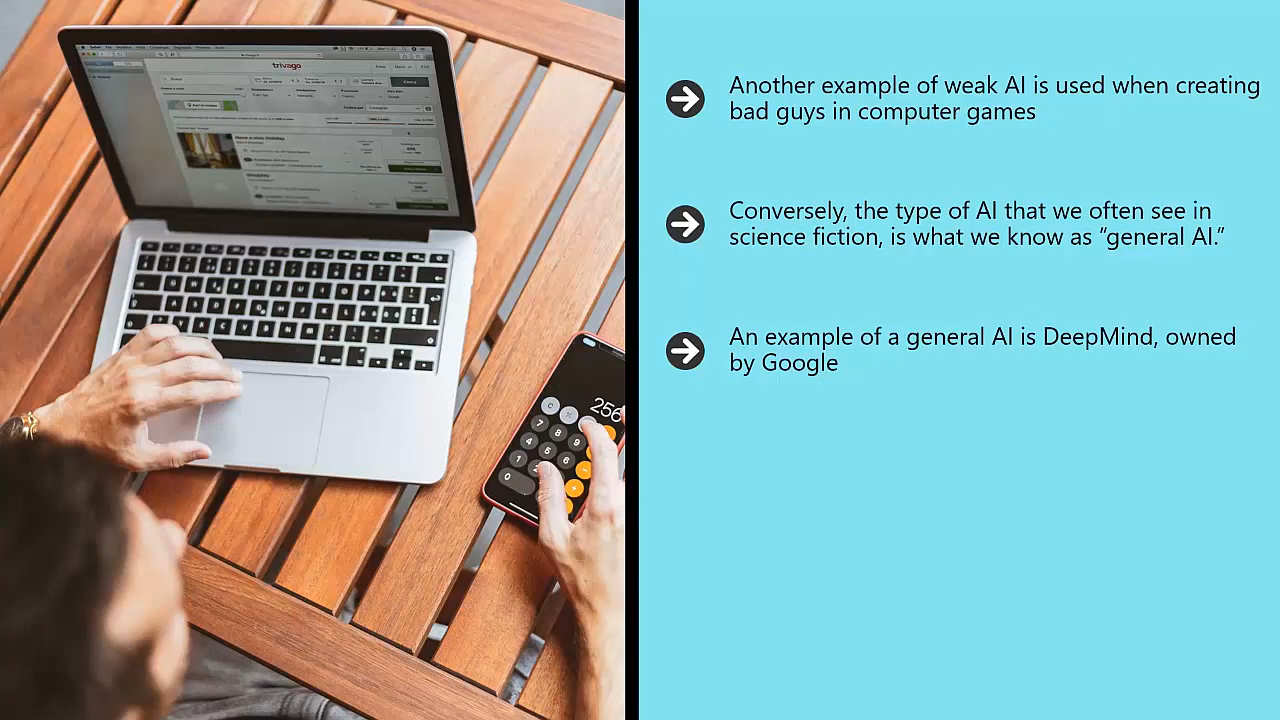 trivago
256
Another example of weak AI is used when creating
bad guys in computer games
Conversely, the type of AI that we often see in
science fiction, is what we know as “general AI.”
An example of a general AI is DeepMind, owned
by Google